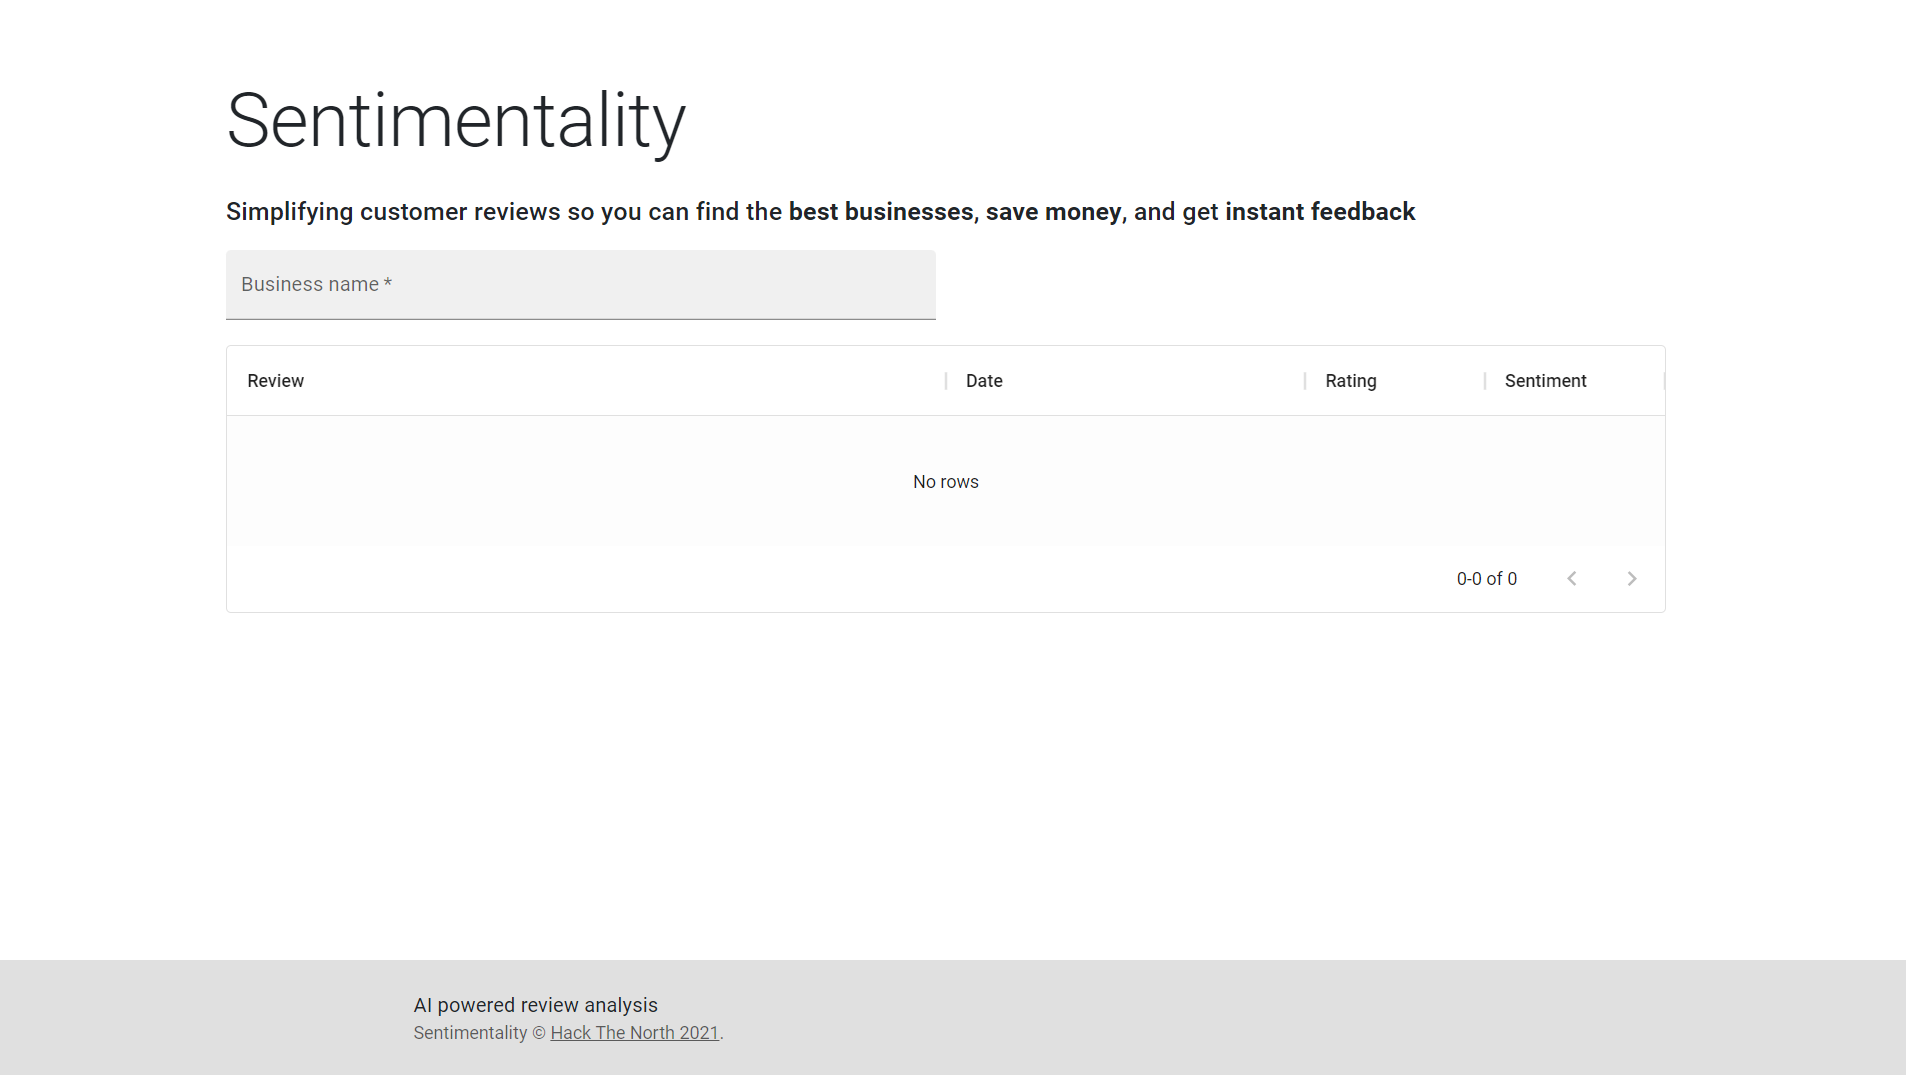 Sentimentality
Simplifying customer reviews so you can find the best businesses, save money, and get instant feedback
Business name *
Review Date Rating Sentiment
No rows
0-0 of 0
AI powered review analysis
Sentimentality © Hack The North 2021.